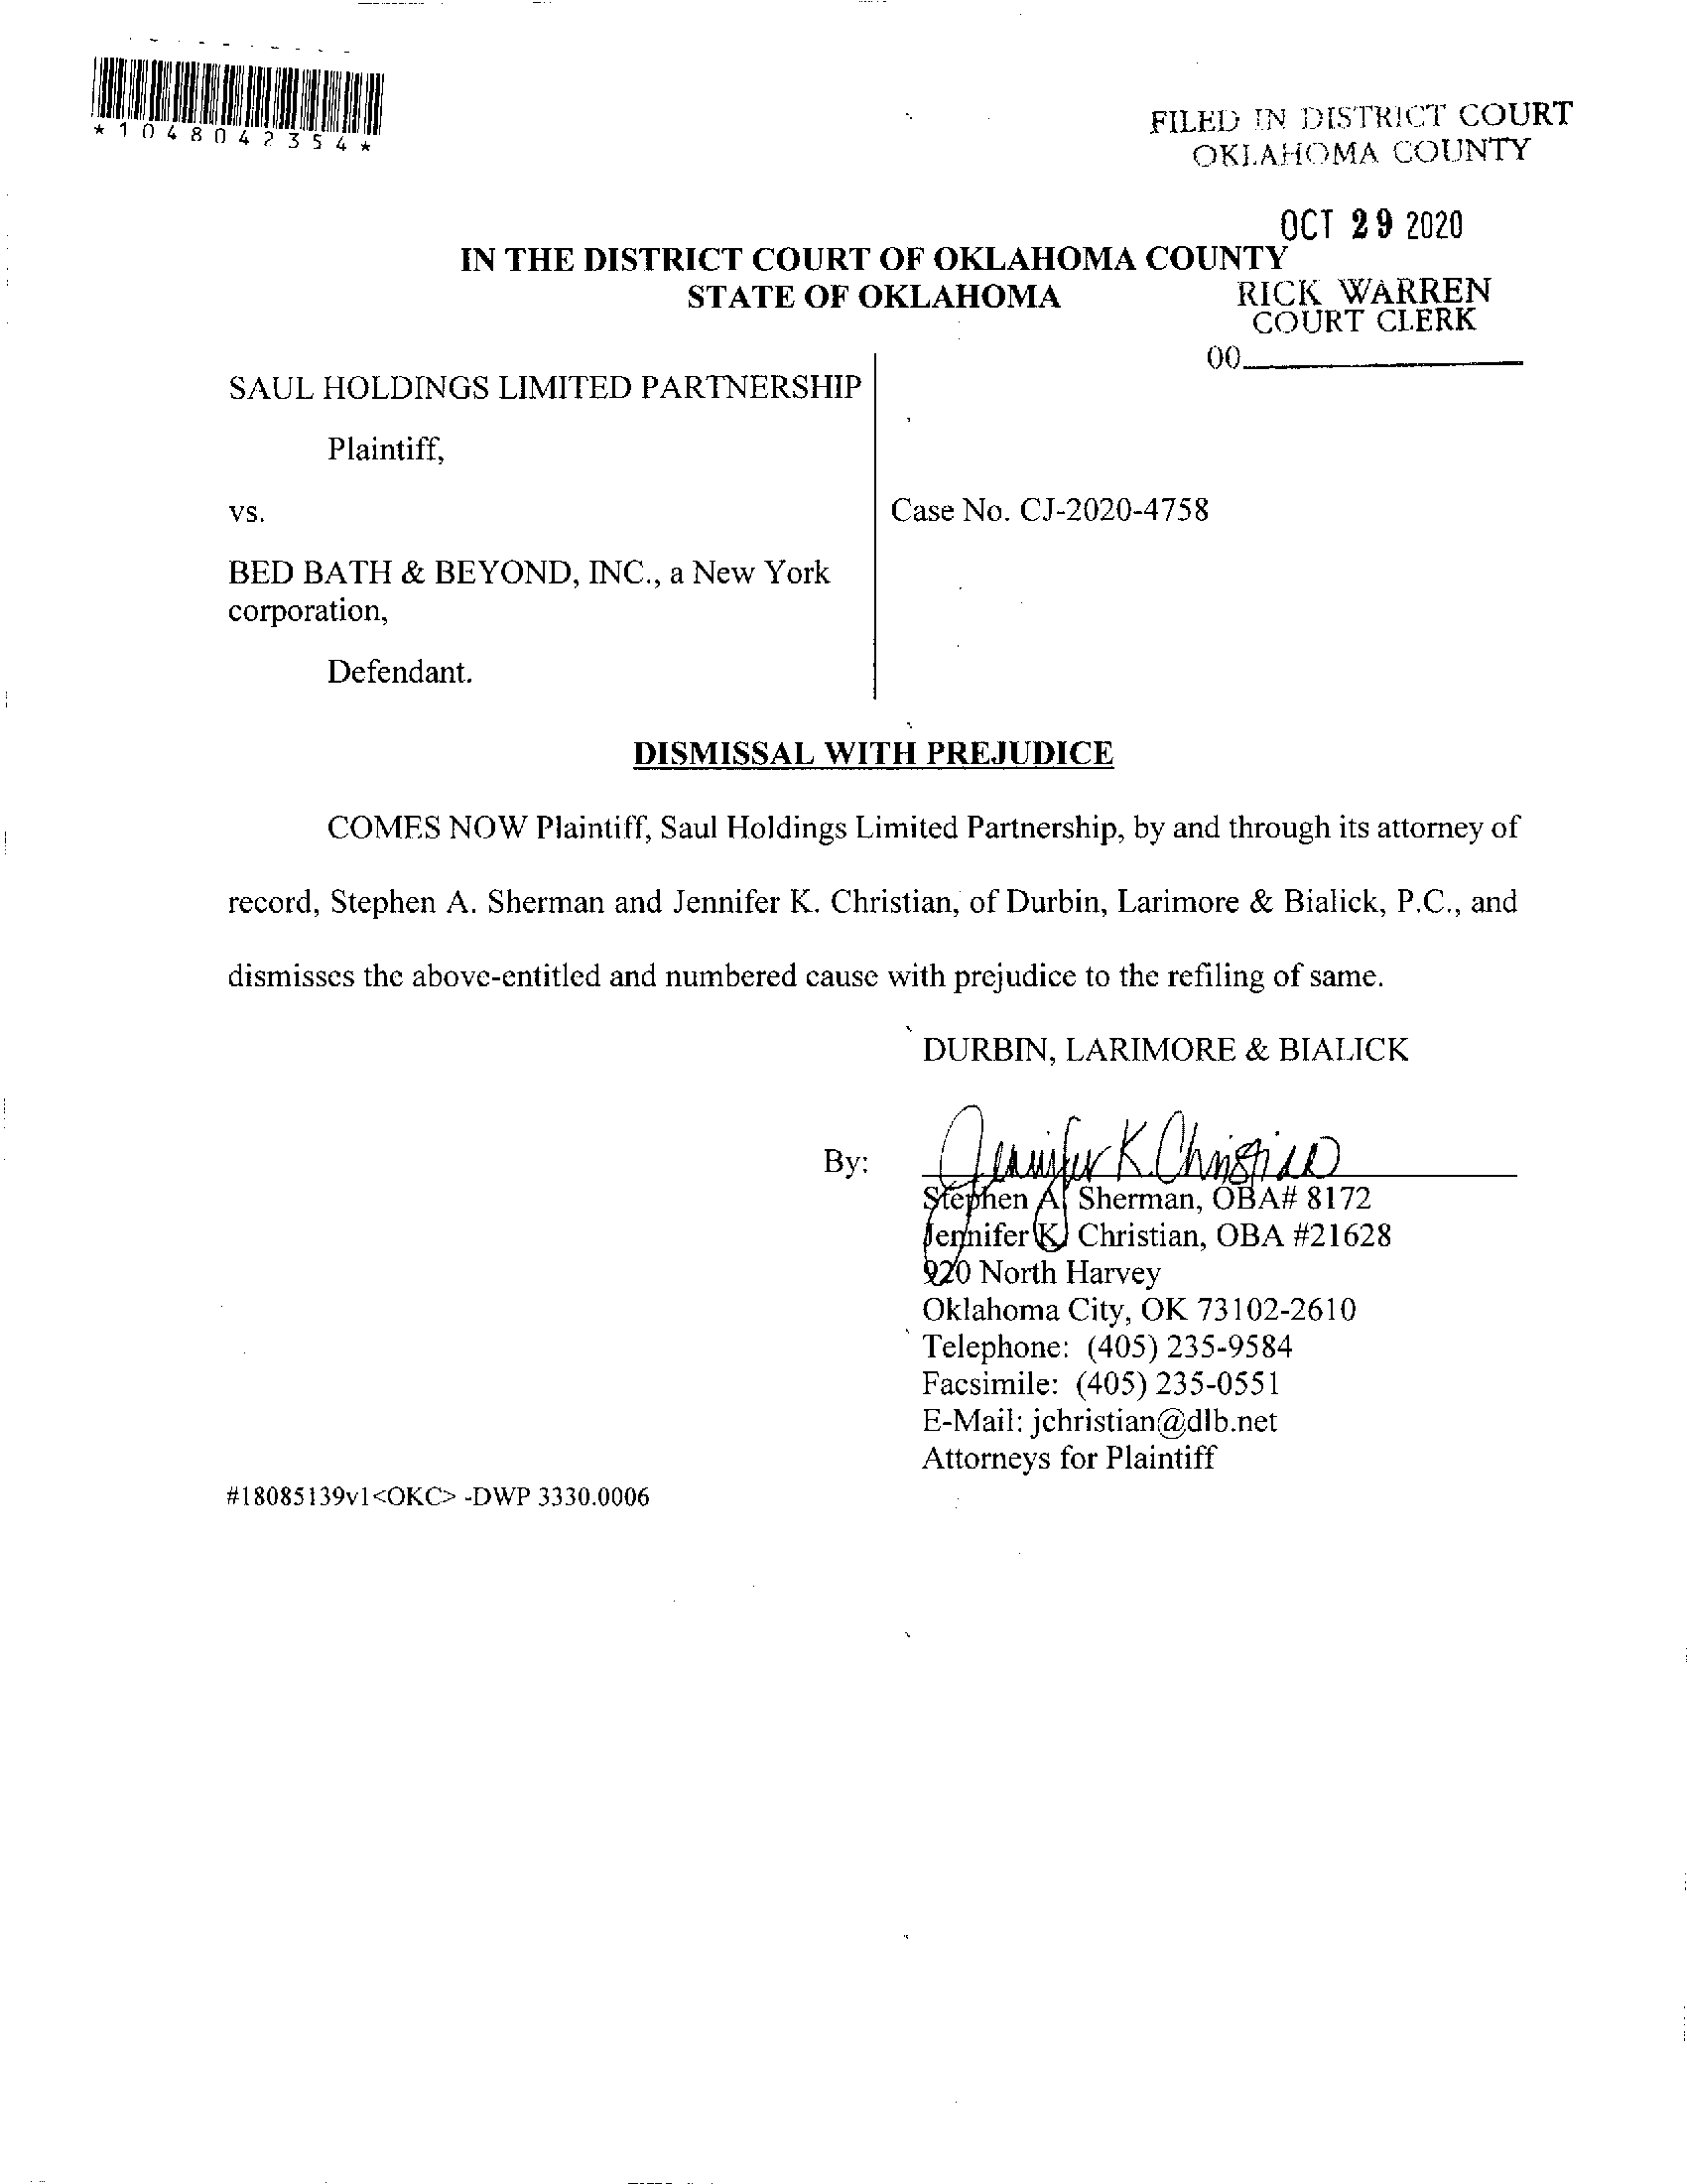 *1048042354*
FILED IN DISTRICT COURT
OKLAHOMA COUNTY
OCT 29 2020
IN THE DISTRICT COURT OF OKLAHOMA COUNTY
STATE OF OKLAHOMA
RICK WARREN
COURT CLERK
00
SAUL HOLDINGS LIMITED PARTNERSHIP
Plaintiff,
vs.
Case No. CJ-2020-4758
BED BATH & BEYOND, INC., a New York
corporation,
Defendant.
DISMISSAL WITH PREJUDICE
COMES NOW Plaintiff, Saul Holdings Limited Partnership, by and through its attorney of
record, Stephen A. Sherman and Jennifer K. Christian, of Durbin, Larimore & Bialick, P.C., and
dismisses the above-entitled and numbered cause with prejudice to the refiling of same.
DURBIN, LARIMORE & BIALICK
By: Jennifer K. Christian
Stephen A. Sherman, OBA# 8172
Jennifer K. Christian, OBA #21628
920 North Harvey
Oklahoma City, OK 73102-2610
Telephone: (405) 235-9584
Facsimile: (405) 235-0551
E-Mail: jchristian@dlb.net
Attorneys for Plaintiff
#18085139v1<OKC> -DWP 3330.0006